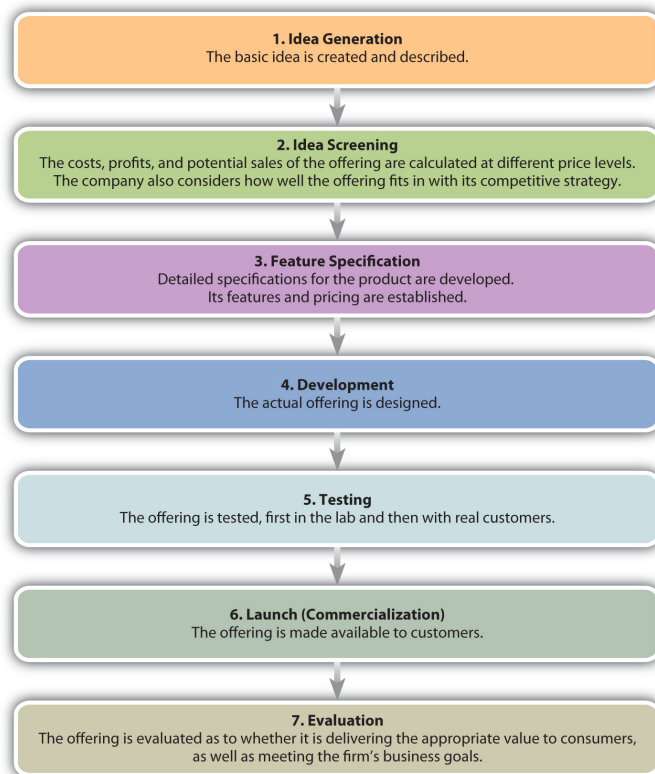 1. Idea Generation
The basic idea is created and described.
2. Idea Screening
The costs, profits, and potential sales of the offering are calculated at different price levels.
The company also considers how well the offering fits in with its competitive strategy.
3. Feature Specification
Detailed specifications for the product are developed.
Its features and pricing are established.
4. Development
The actual offering is designed.
5. Testing
The offering is tested, first in the lab and then with real customers.
6. Launch (Commercialization)
The offering is made available to customers.
7. Evaluation
The offering is evaluated as to whether it is delivering the appropriate value to consumers,
as well as meeting the firm’s business goals.